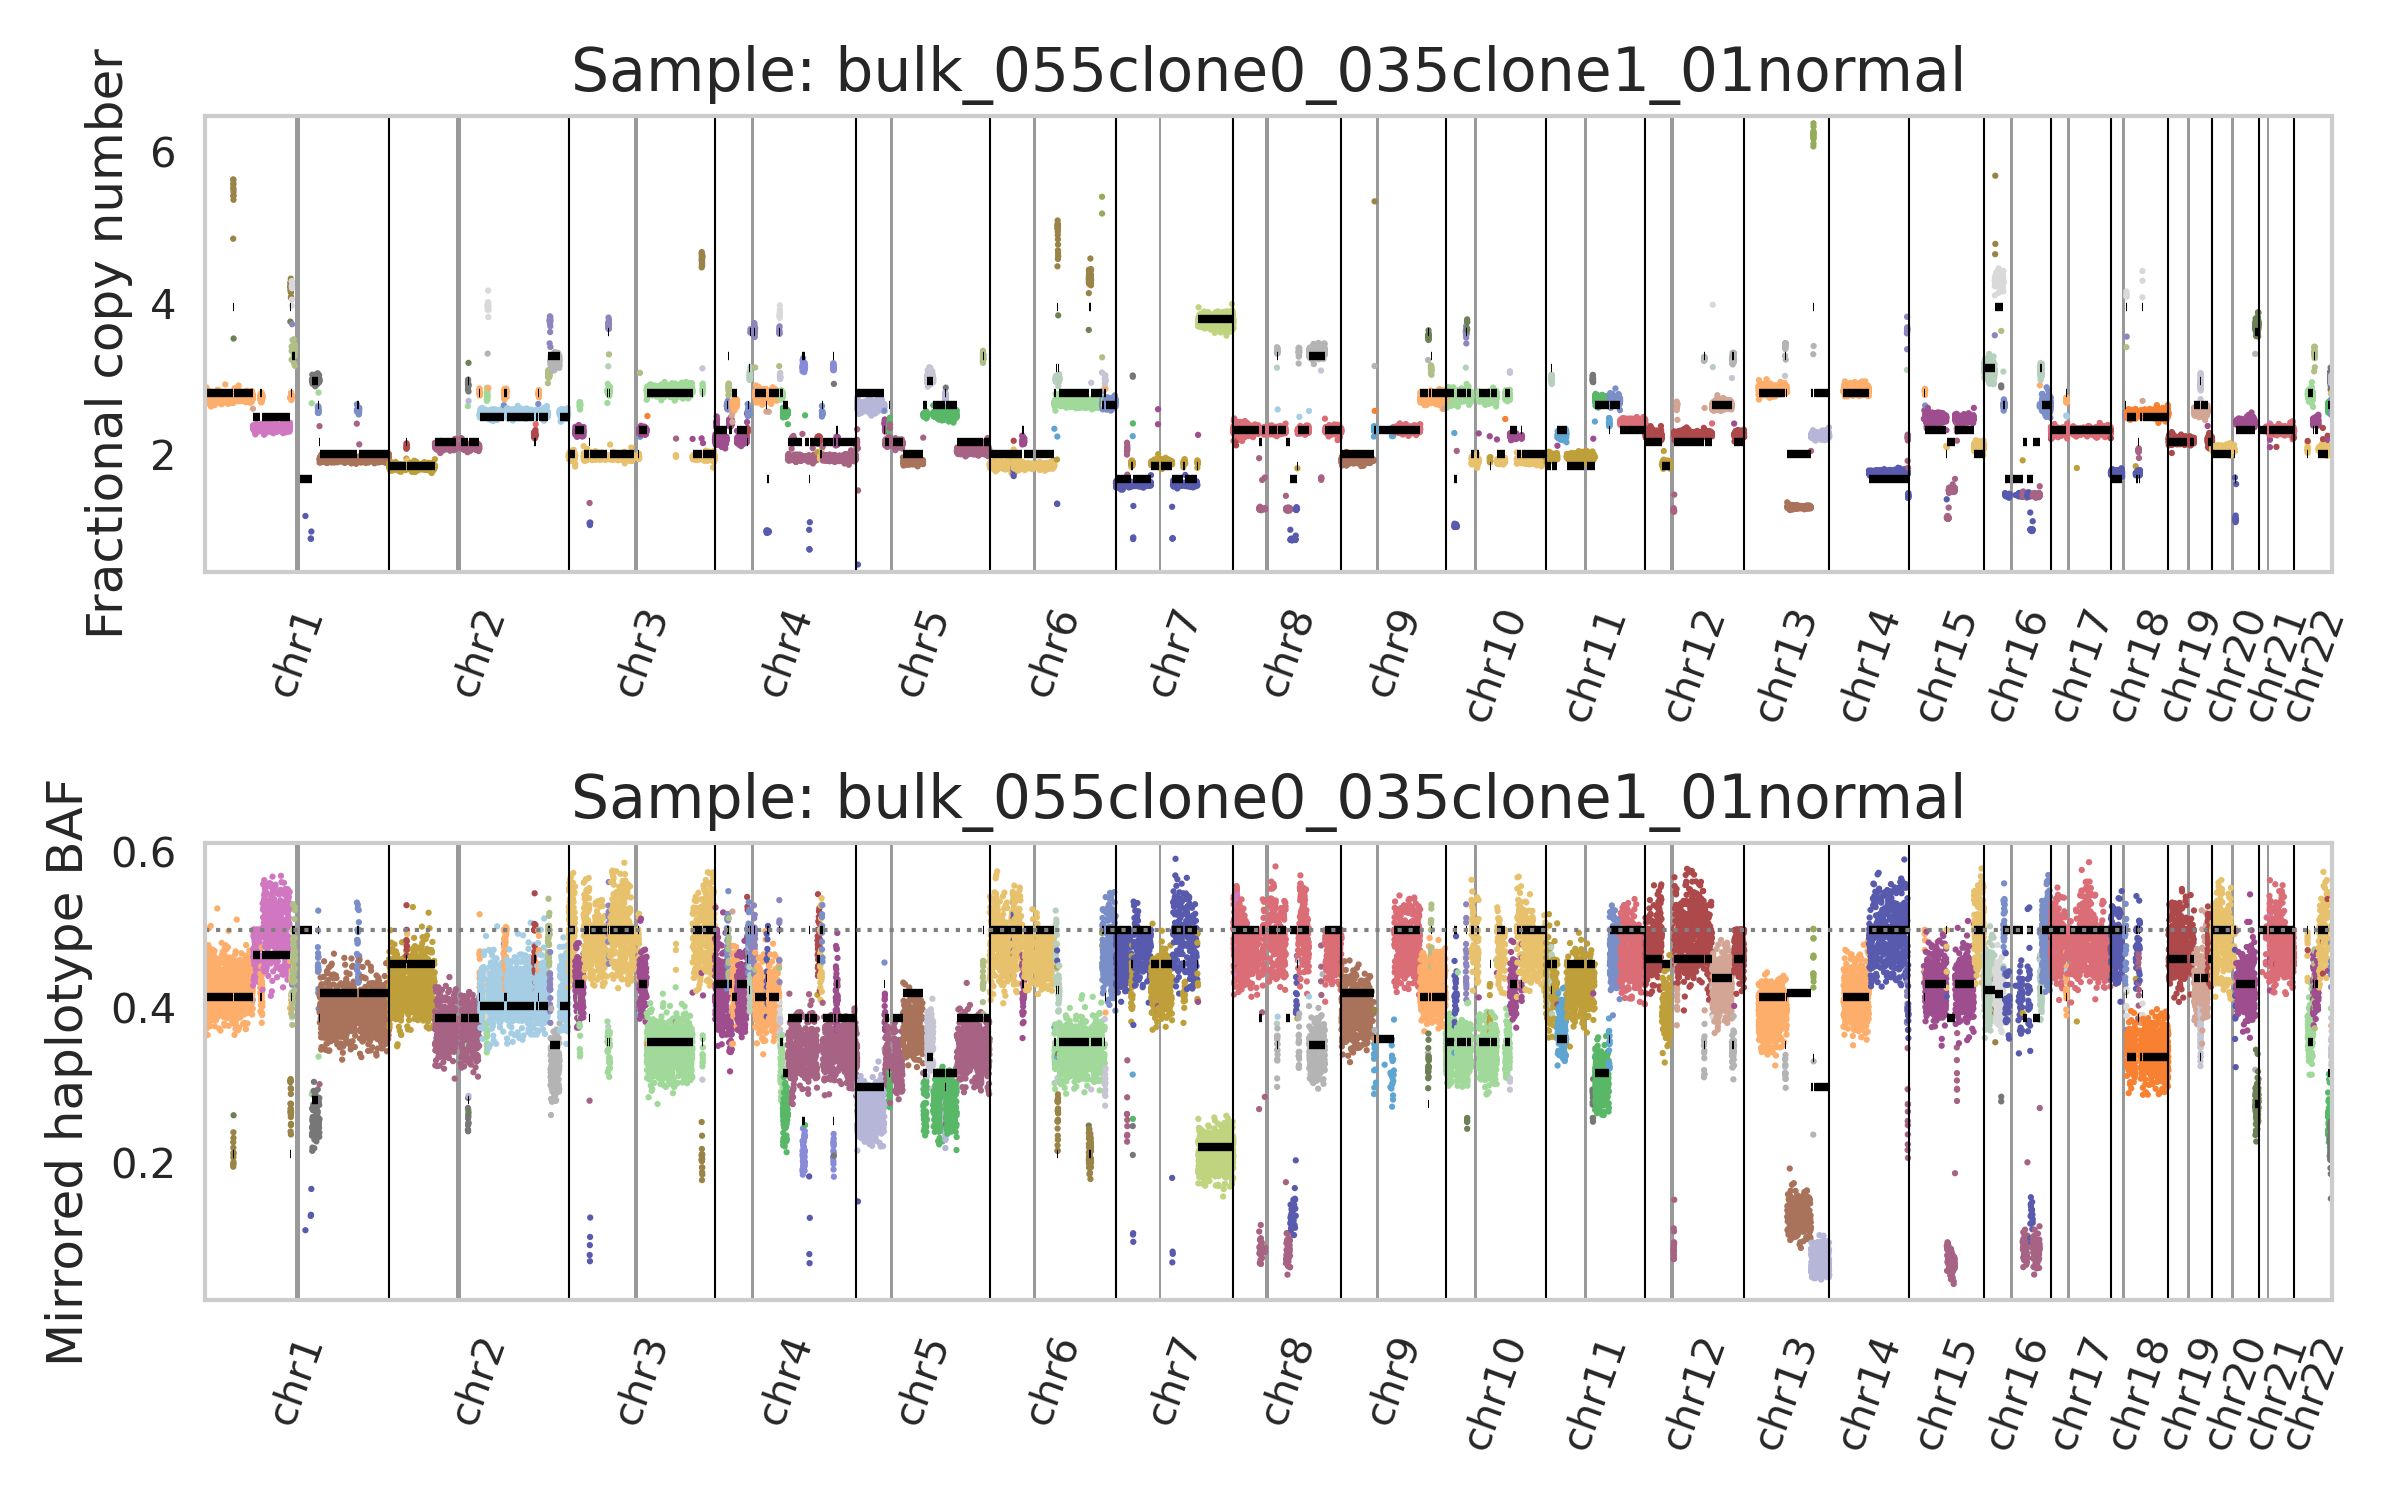 Sample: bulk_055clone0_035clone1_01normal
Fractional copy number
6
4
2
chr1
chr2
chr3
chr4
chr5
chr6
chr7
chr8
chr9
chr10
chr11
chr12
chr13
chr14
chr15
chr16
chr17
chr18
chr19
chr20
chr21
chr22
Sample: bulk_055clone0_035clone1_01normal
Mirrored haplotype BAF
0.6
0.4
0.2
chr1
chr2
chr3
chr4
chr5
chr6
chr7
chr8
chr9
chr10
chr11
chr12
chr13
chr14
chr15
chr16
chr17
chr18
chr19
chr20
chr21
chr22